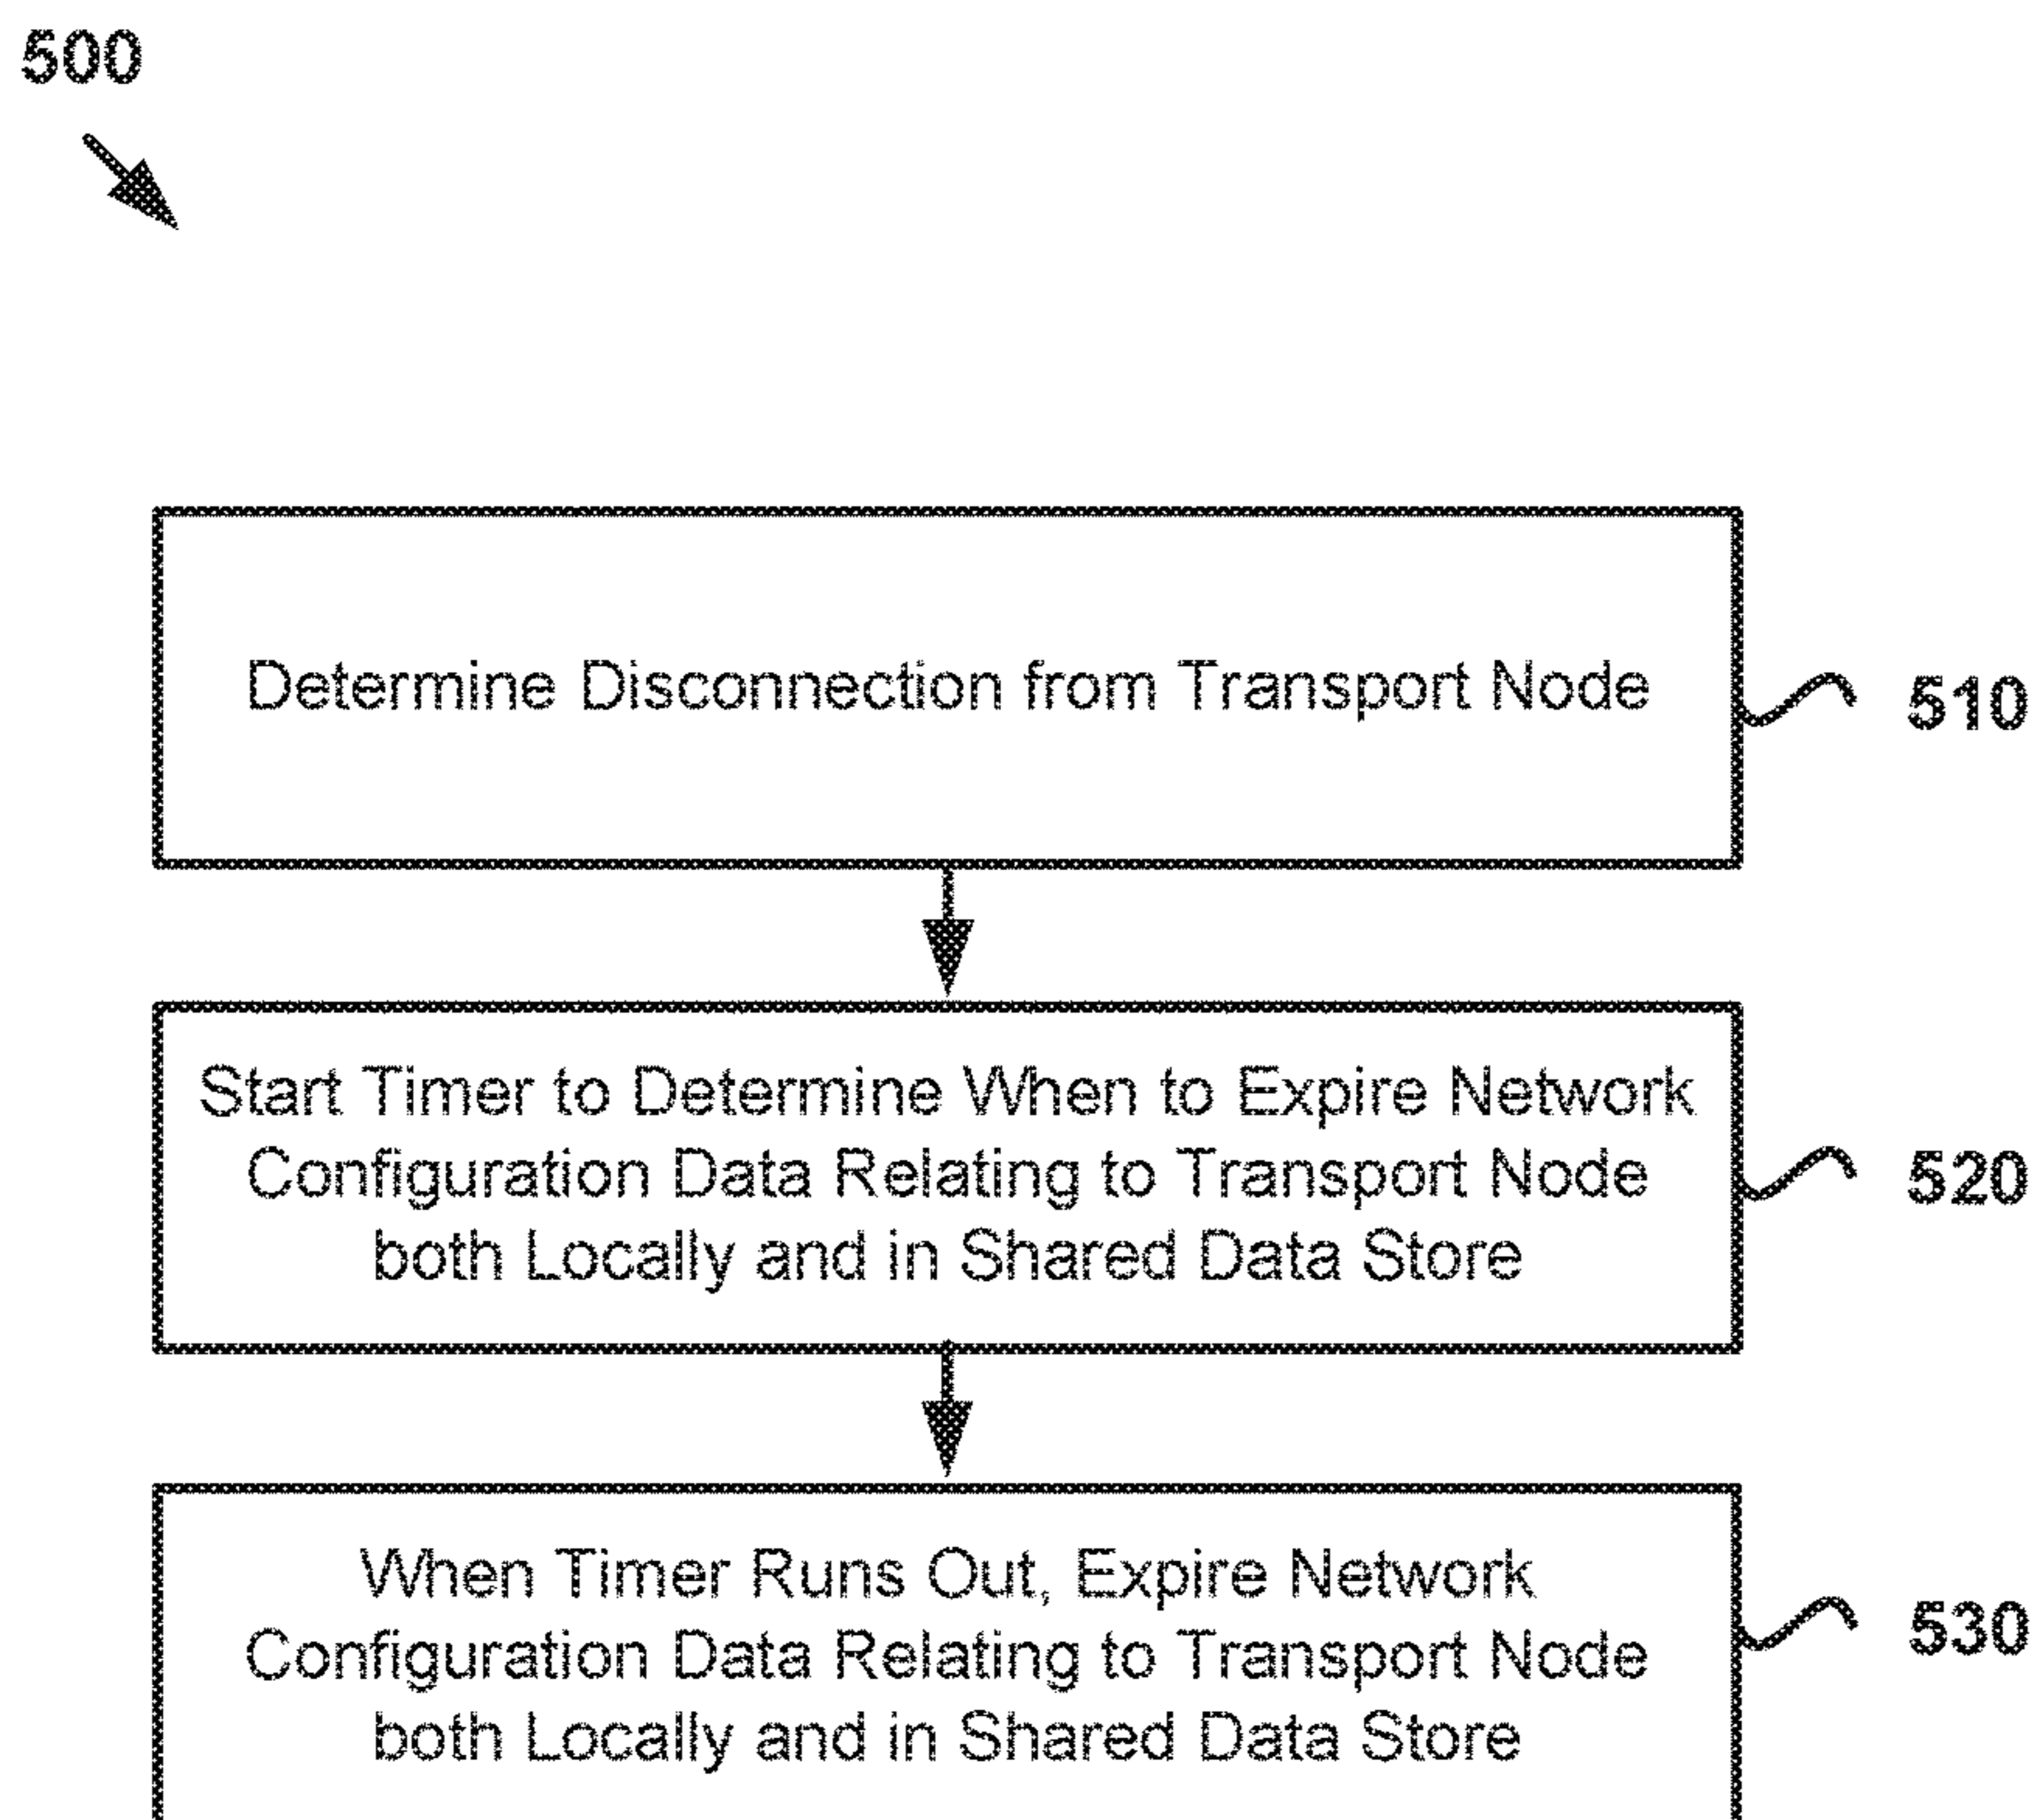 500
Determine Disconnection from Transport Node
510
Start Timer to Determine When to Expire Network
Configuration Data Relating to Transport Node
both Locally and in Shared Data Store
520
When Timer Runs Out, Expire Network
Configuration Data Relating to Transport Node
both Locally and in Shared Data Store
530